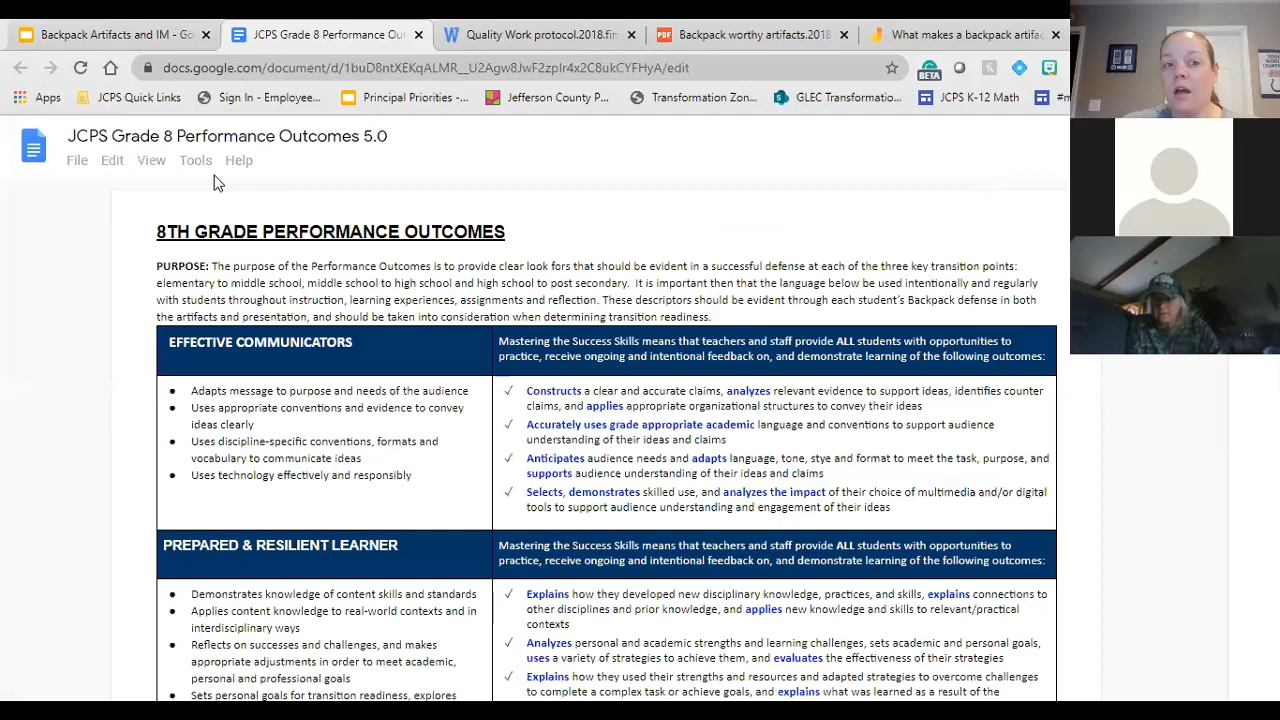 Backpack Artifacts and IM - Go
JCPS Grade 8 Performance Out
Quality Work protocol.2018.fin
PDF
Backpack worthy artifacts.2018
What makes a backpack artifac
BETA
Apps
JCPS Quick Links
Sign In - Employee...
Principal Priorities -...
Jefferson County P...
Transformation Zon...
GLEC Transformatio...
JCPS K-12 Math
JCPS Grade 8 Performance Outcomes 5.0
File Edit View Tools Help
8TH GRADE PERFORMANCE OUTCOMES
PURPOSE: The purpose of the Performance Outcomes is to provide clear look fors that should be evident in a successful defense at each of the three key transition points:
elementary to middle school, middle school to high school and high school to post secondary. It is important then that the language below be used intentionally and regularly
with students throughout instruction, learning experiences, assignments and reflection. These descriptors should be evident through each student's Backpack defense in both
the artifacts and presentation, and should be taken into consideration when determining transition readiness.
EFFECTIVE COMMUNICATORS
Mastering the Success Skills means that teachers and staff provide ALL students with opportunities to
practice, receive ongoing and intentional feedback on, and demonstrate learning of the following outcomes:
● Adapts message to purpose and needs of the audience
● Uses appropriate conventions and evidence to convey
ideas clearly
● Uses discipline-specific conventions, formats and
vocabulary to communicate ideas
● Uses technology effectively and responsibly
✓ Constructs a clear and accurate claims, analyzes relevant evidence to support ideas, identifies counter
claims, and applies appropriate organizational structures to convey their ideas
✓ Accurately uses grade appropriate academic language and conventions to support audience
understanding of their ideas and claims
✓ Anticipates audience needs and adapts language, tone, stye and format to meet the task, purpose, and
supports audience understanding of their ideas and claims
✓ Selects, demonstrates skilled use, and analyzes the impact of their choice of multimedia and/or digital
tools to support audience understanding and engagement of their ideas
PREPARED & RESILIENT LEARNER
Mastering the Success Skills means that teachers and staff provide ALL students with opportunities to
practice, receive ongoing and intentional feedback on, and demonstrate learning of the following outcomes:
● Demonstrates knowledge of content skills and standards
● Applies content knowledge to real-world contexts and in
interdisciplinary ways
● Reflects on successes and challenges, and makes
appropriate adjustments in order to meet academic,
personal and professional goals
● Sets personal goals for transition readiness, explores
✓ Explains how they developed new disciplinary knowledge, practices, and skills, explains connections to
other disciplines and prior knowledge, and applies new knowledge and skills to relevant/practical
contexts
✓ Analyzes personal and academic strengths and learning challenges, sets academic and personal goals,
uses a variety of strategies to achieve them, and evaluates the effectiveness of their strategies
✓ Explains how they used their strengths and resources and adapted strategies to overcome challenges
to complete a complex task or achieve goals, and explains what was learned as a result of the